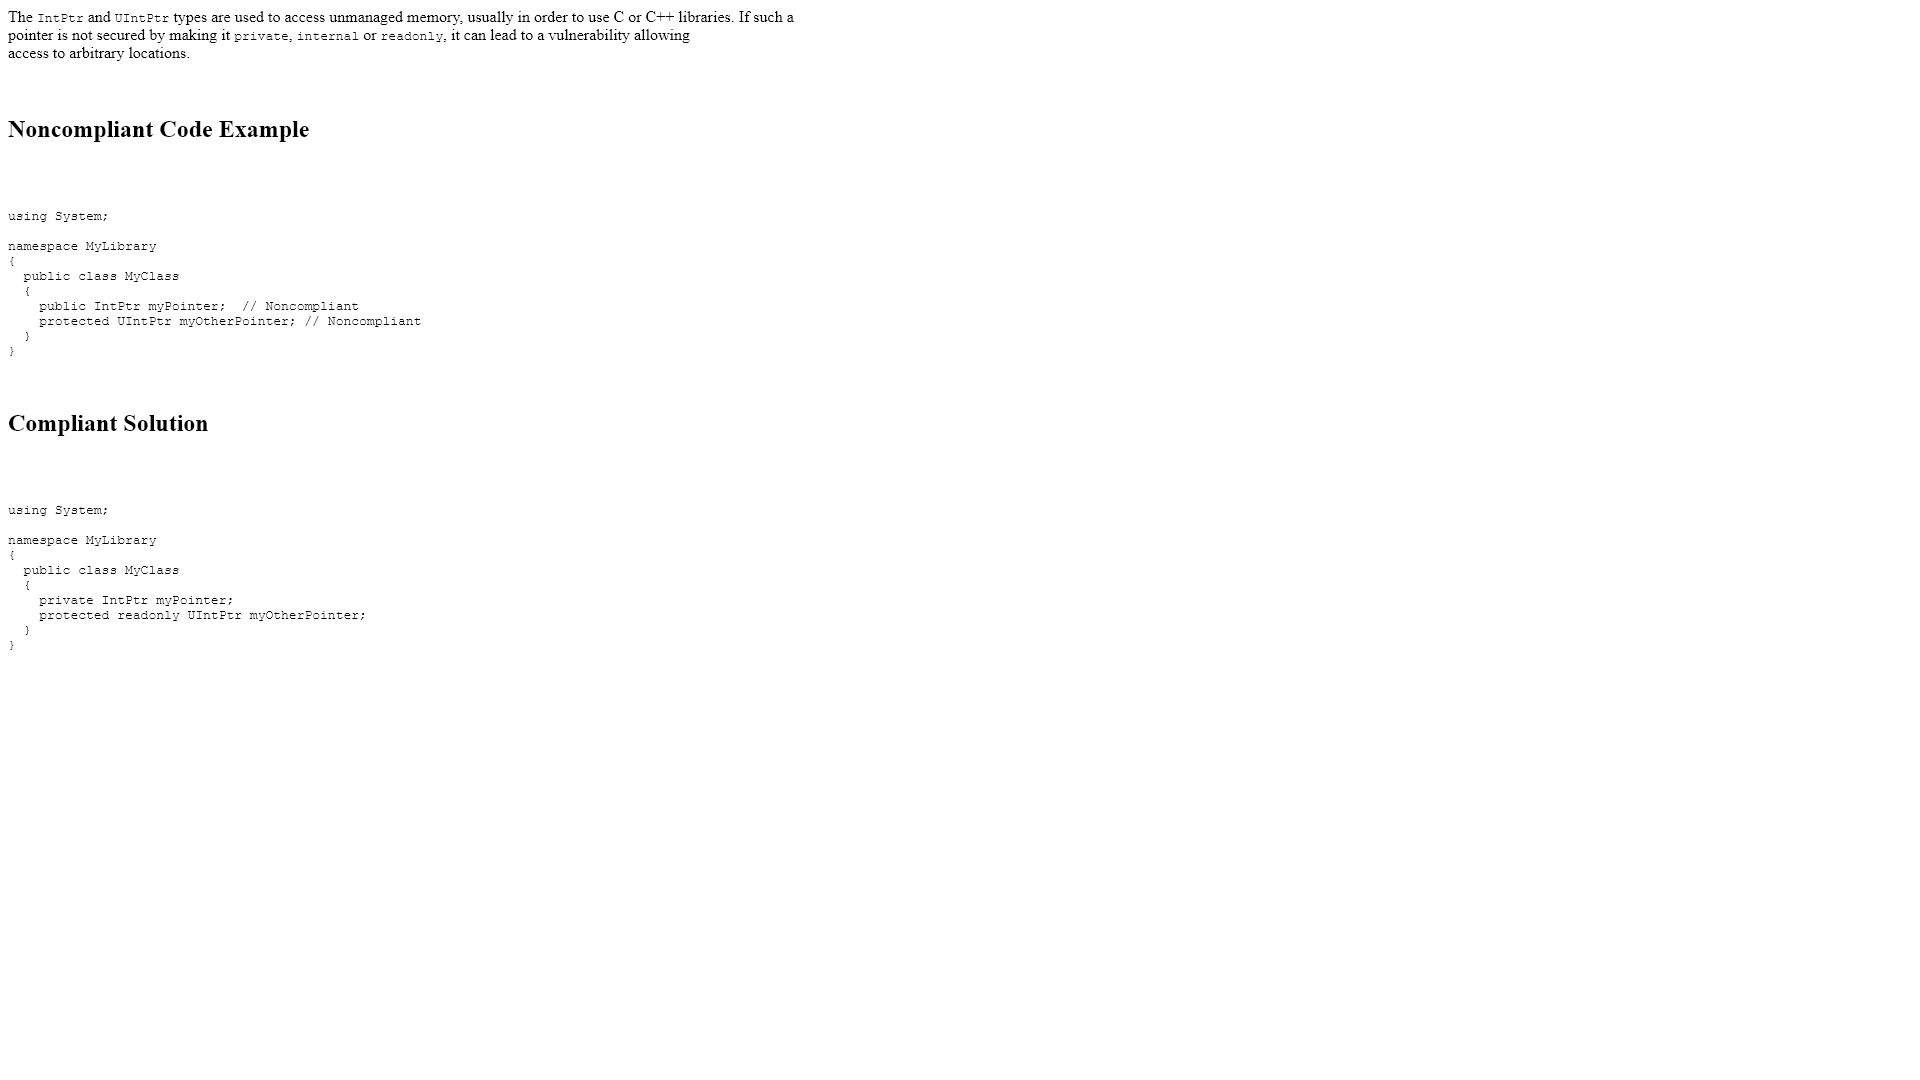 The IntPtr and UIntPtr types are used to access unmanaged memory, usually in order to use C or C++ libraries. If such a
pointer is not secured by making it private, internal or readonly, it can lead to a vulnerability allowing
access to arbitrary locations.
Noncompliant Code Example
using System;
namespace MyLibrary
{
  public class MyClass
  {
    public IntPtr myPointer;  // Noncompliant
    protected UIntPtr myOtherPointer; // Noncompliant
  }
}
Compliant Solution
using System;
namespace MyLibrary
{
  public class MyClass
  {
    private IntPtr myPointer;
    protected readonly UIntPtr myOtherPointer;
  }
}